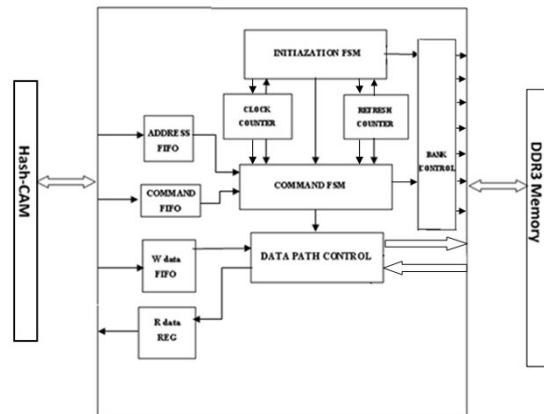 INITIAZATION FSM
CLOCK
COUNTER
REFRESH
COUNTER
BANK
CONTROL
ADDRESS
FIFO
COMMAND FSM
COMMAND
FIFO
W data
FIFO
DATA PATH CONTROL
R data
REG
Hash-CAM
DDR3 Memory